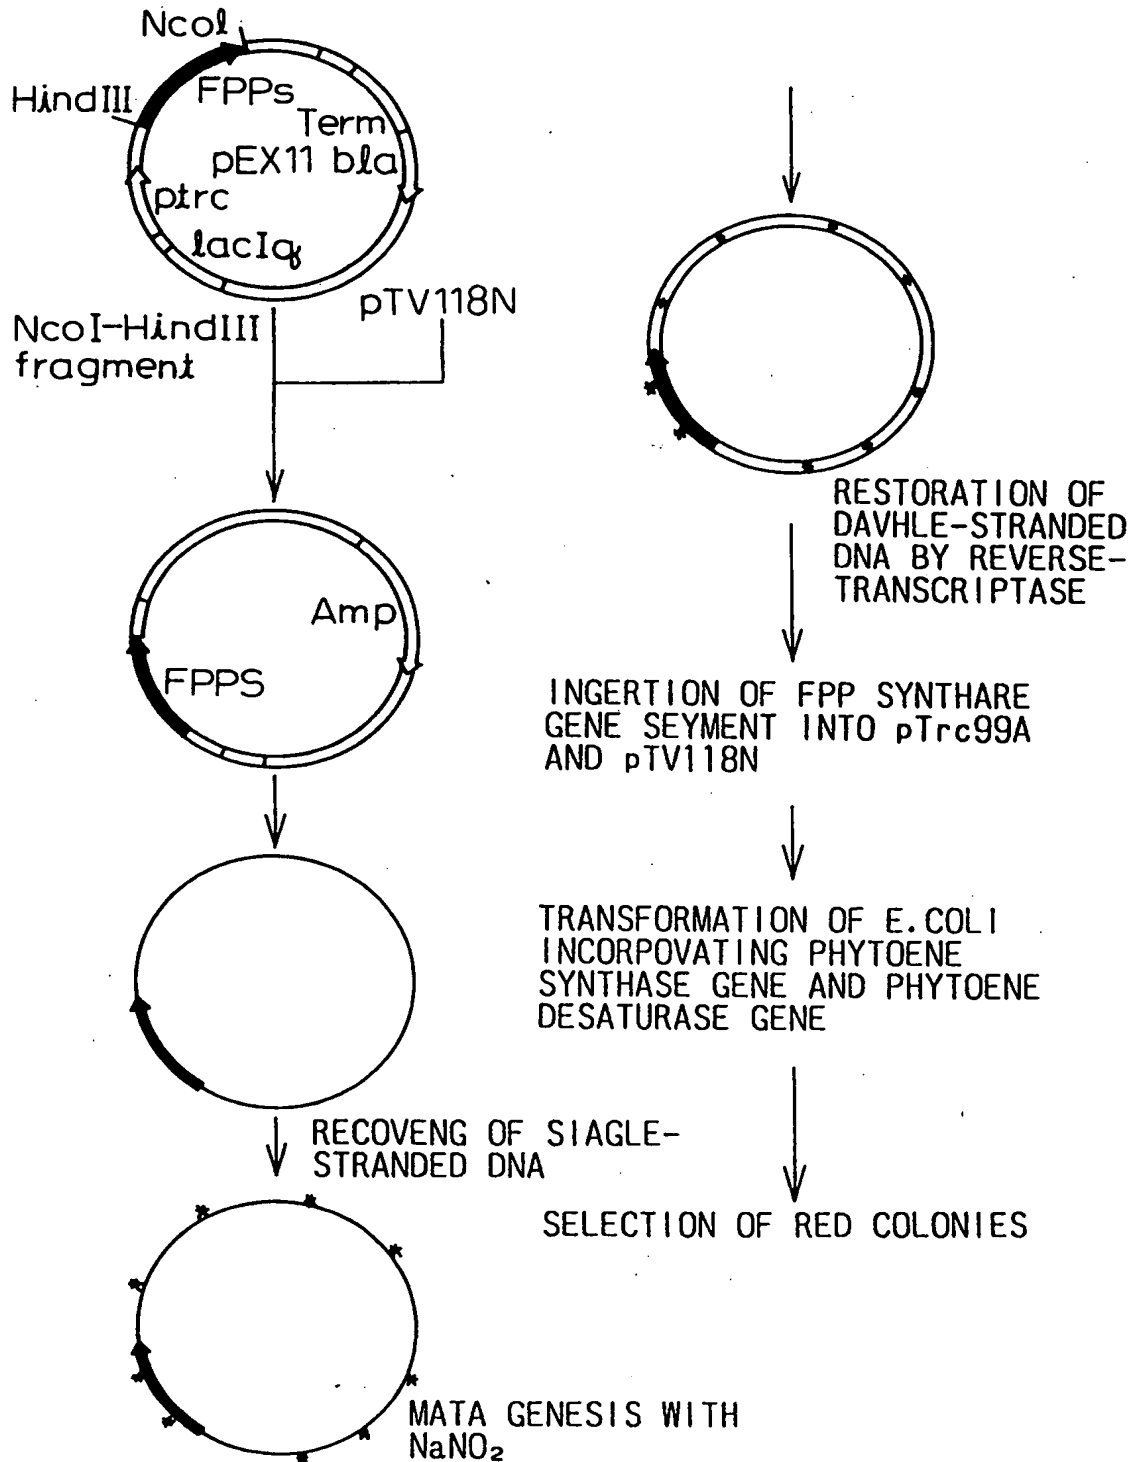 NcoI
HindIII
FPPs
Term
pEX11 bla
ptrc
lacIq
pTV118N
NcoI-HindIII
fragment
Amp
FPPS
RECOVENG OF SIAGLE-
STRANDED DNA
MATA GENESIS WITH
NaNO₂
RESTORATION OF
DAVHLE-STRANDED
DNA BY REVERSE-
TRANSCRIPTASE
INGERTION OF FPP SYNTHARE
GENE SEYMENT INTO pTrc99A
AND pTV118N
TRANSFORMATION OF E.COLI
INCORPOVATING PHYTOENE
SYNTHASE GENE AND PHYTOENE
DESATURASE GENE
SELECTION OF RED COLONIES